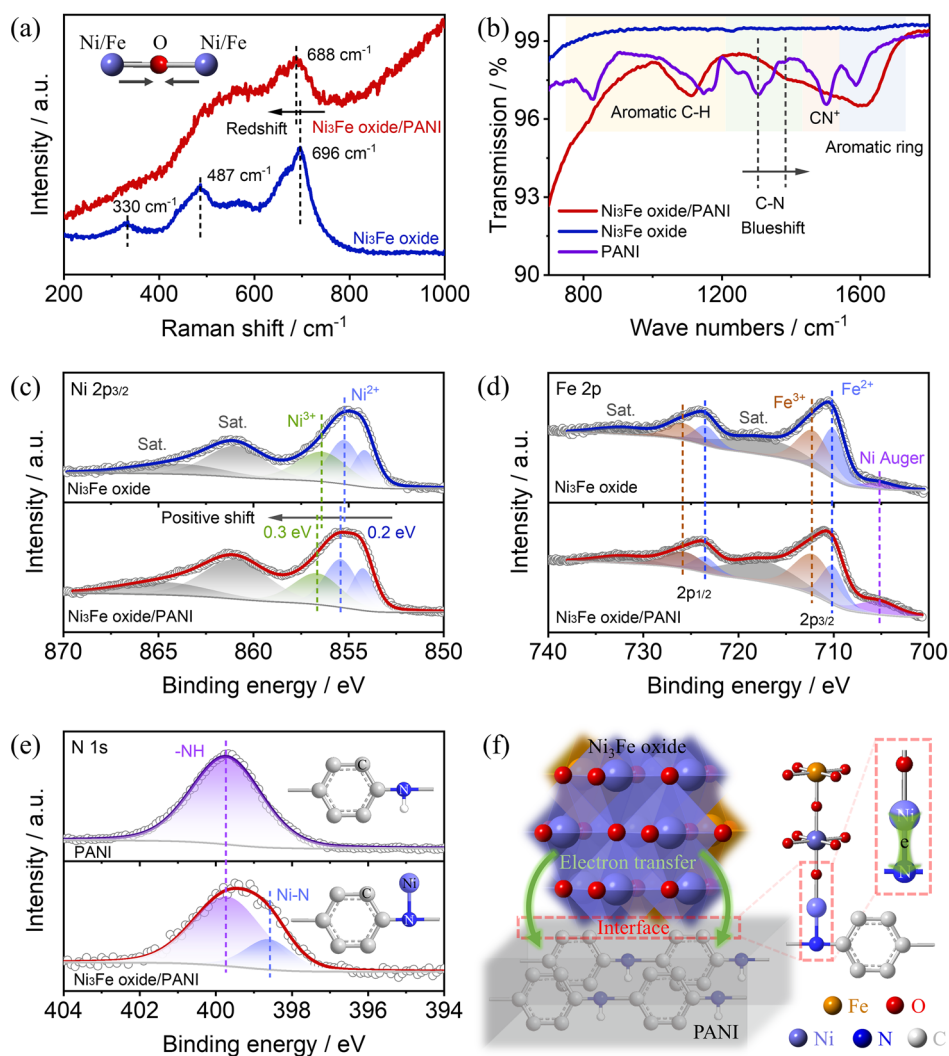 (a)
Ni/Fe O Ni/Fe
688 cm⁻¹
Redshift
Ni₃Fe oxide/PANI
696 cm⁻¹
487 cm⁻¹
330 cm⁻¹
Ni₃Fe oxide
Intensity / a.u.
200 400 600 800 1000
Raman shift / cm⁻¹
(b)
99
96
93
90
Transmission / %
Aromatic C-H
CN⁺
Aromatic ring
C-N
Blueshift
Ni₃Fe oxide/PANI
Ni₃Fe oxide
PANI
800 1200 1600
Wave numbers / cm⁻¹
(c)
Ni 2p₃/₂
Ni²⁺
Ni³⁺
Sat.
Sat.
Ni₃Fe oxide
Positive shift
0.3 eV
0.2 eV
Ni₃Fe oxide/PANI
Intensity / a.u.
870 865 860 855 850
Binding energy / eV
(d)
Fe 2p
Fe³⁺
Fe²⁺
Sat.
Sat.
Ni Auger
Ni₃Fe oxide
2p₁/₂
2p₃/₂
Ni₃Fe oxide/PANI
Intensity / a.u.
740 730 720 710 700
Binding energy / eV
(e)
N 1s
-NH
C
N
PANI
Ni-N
C
Ni
N
Ni₃Fe oxide/PANI
Intensity / a.u.
404 402 400 398 396 394
Binding energy / eV
(f)
Ni₃Fe oxide
Electron transfer
Interface
PANI
Ni
e
N
Fe O
Ni N C